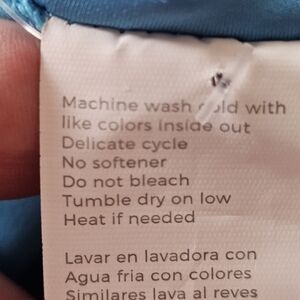 Machine wash cold with
like colors inside out
Delicate cycle
No softener
Do not bleach
Tumble dry on low
Heat if needed
Lavar en lavadora con
Agua fria con colores
Similares lava al reves